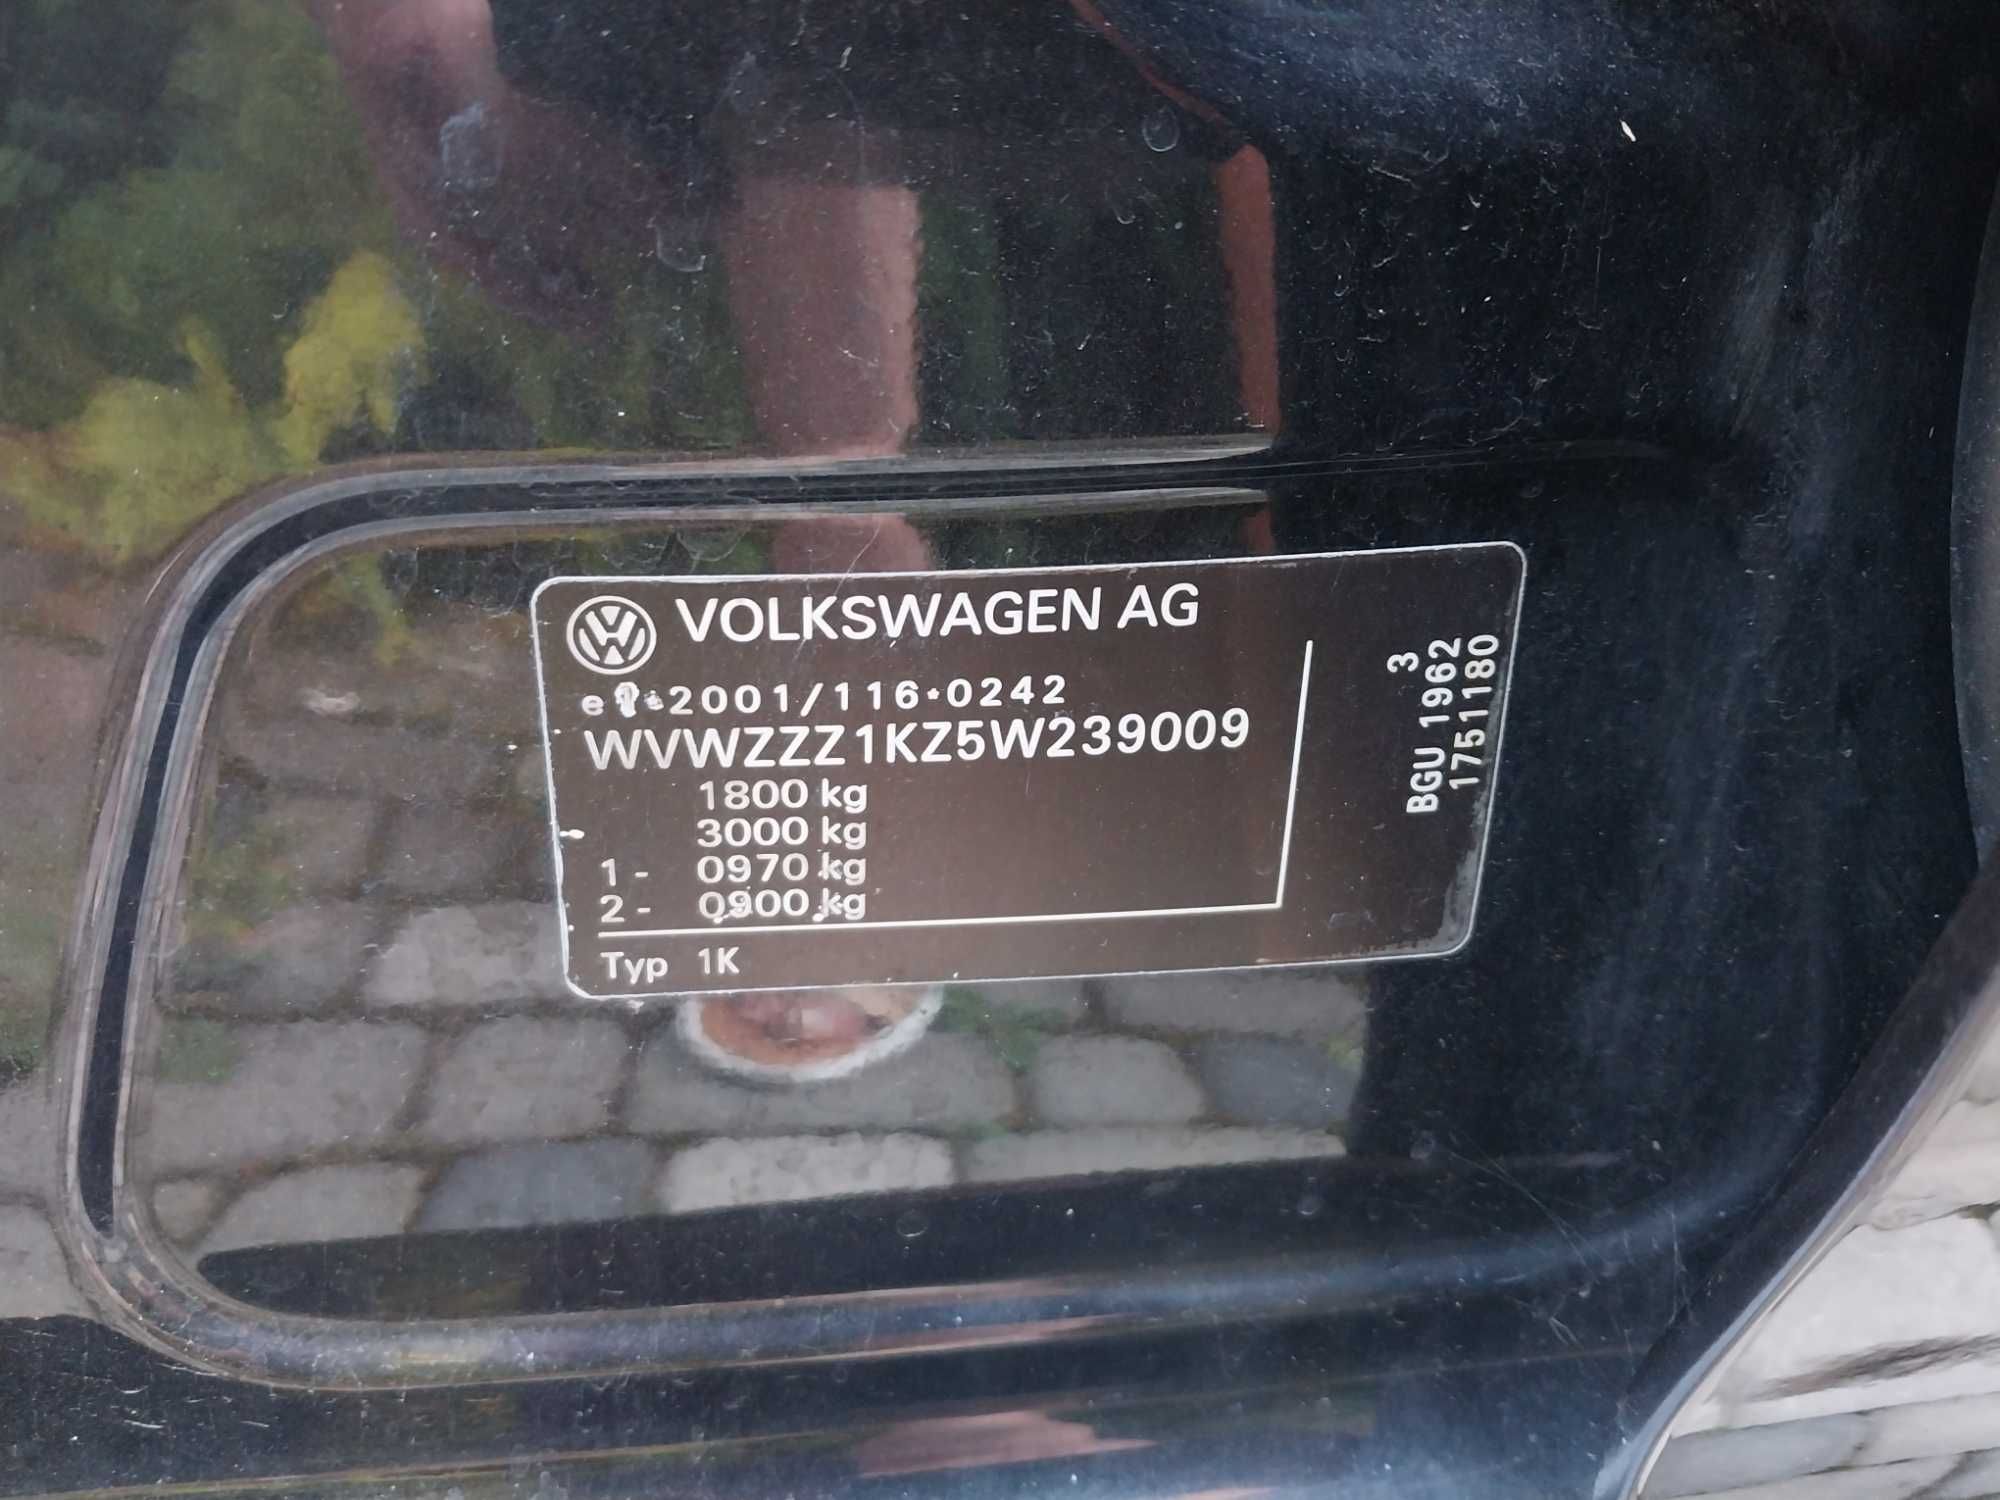 VOLKSWAGEN AG
e1*2001/116*0242
WVWZZZ1KZ5W239009
1800 kg
3000 kg
1- 0970 kg
2- 0900 kg
Typ 1K
3
BGU 1962
1751180